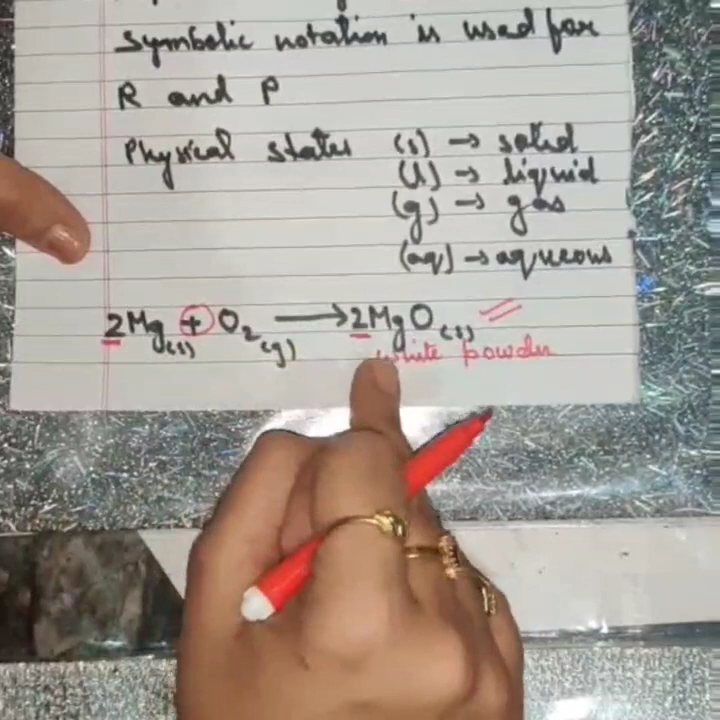 Symbolic notation is used for
R and P
Physical states (s) → solid
(l) → liquid
(g) → gas
(aq) → aqueous
2Mg(s) + O2(g) → 2MgO(s)
white powder